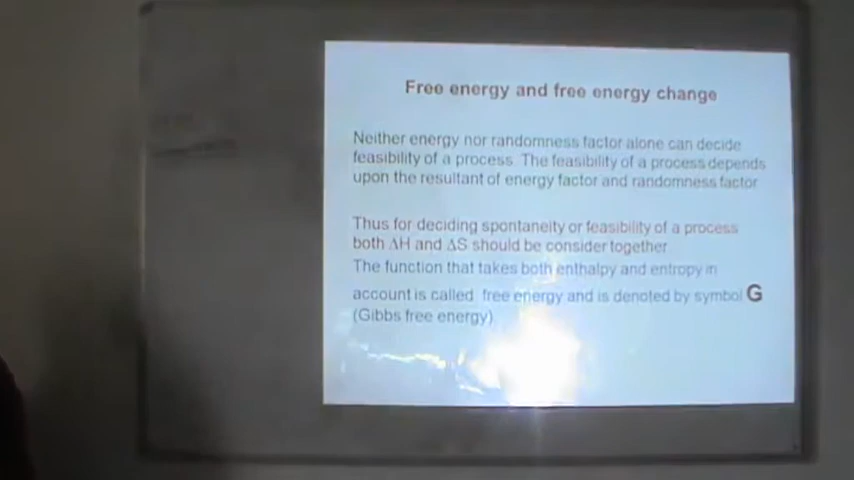 Free energy and free energy change
Neither energy nor randomness factor alone can decide
feasibility of a process. The feasibility of a process depends
upon the resultant of energy factor and randomness factor
Thus for deciding spontaneity or feasibility of a process
both ΔH and ΔS should be consider together
The function that takes both enthalpy and entropy in
account is called free energy and is denoted by symbol G
(Gibbs free energy)